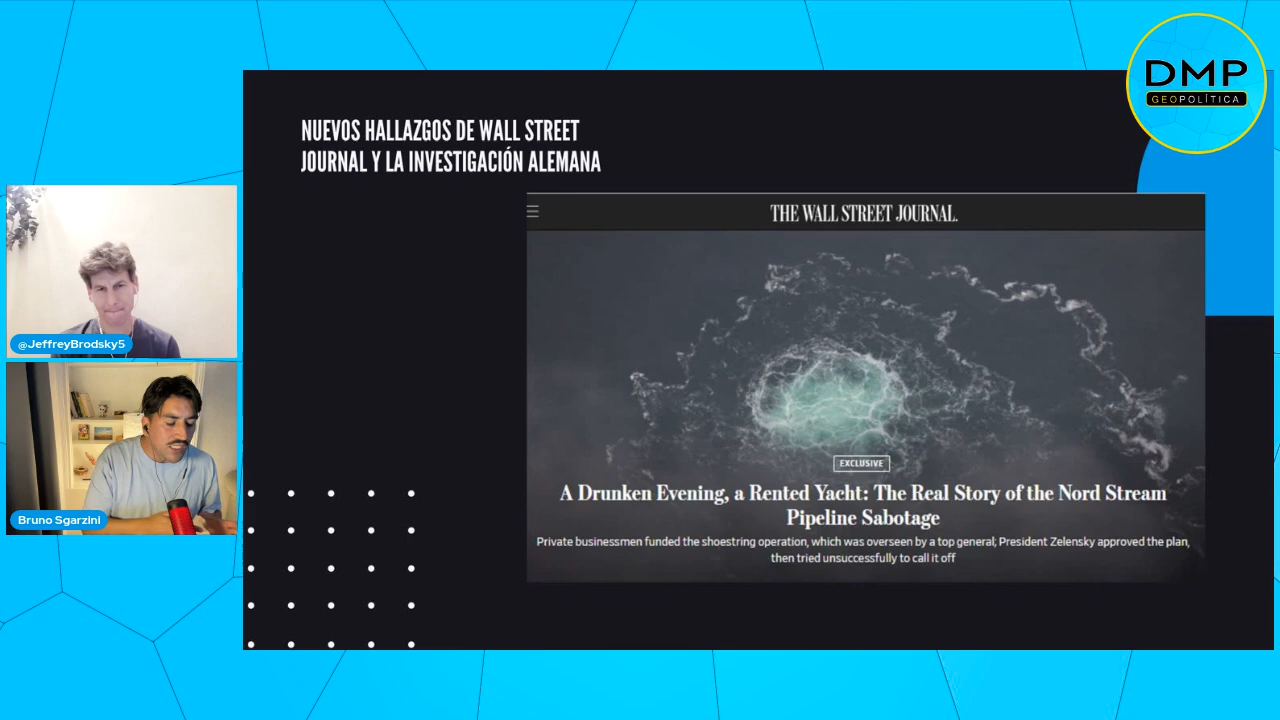 DMP
GEOPOLÍTICA
NUEVOS HALLAZGOS DE WALL STREET
JOURNAL Y LA INVESTIGACIÓN ALEMANA
THE WALL STREET JOURNAL.
EXCLUSIVE
A Drunken Evening, a Rented Yacht: The Real Story of the Nord Stream
Pipeline Sabotage
Private businessmen funded the shoestring operation, which was overseen by a top general; President Zelensky approved the plan,
then tried unsuccessfully to call it off
@JeffreyBrodsky5
Bruno Sgarzini